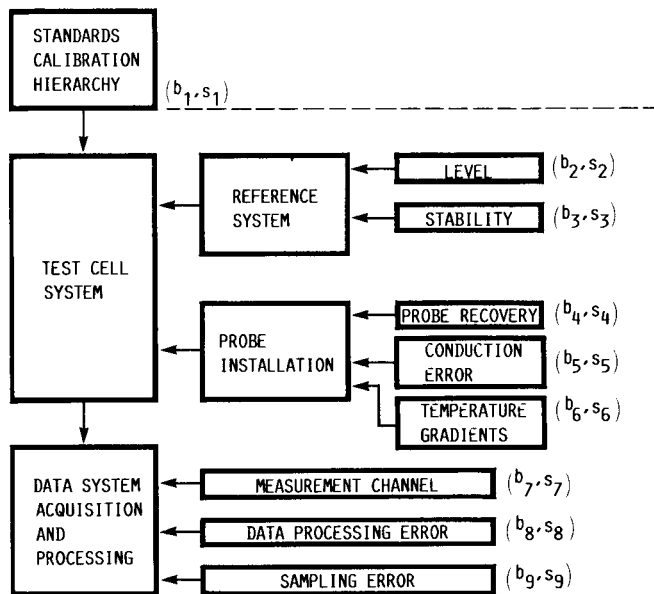 STANDARDS
CALIBRATION
HIERARCHY
(b1,s1)
TEST CELL
SYSTEM
REFERENCE
SYSTEM
LEVEL
(b2,s2)
STABILITY
(b3,s3)
PROBE
INSTALLATION
PROBE RECOVERY
(b4,s4)
CONDUCTION
ERROR
(b5,s5)
TEMPERATURE
GRADIENTS
(b6,s6)
DATA SYSTEM
ACQUISITION
AND
PROCESSING
MEASUREMENT CHANNEL
(b7,s7)
DATA PROCESSING ERROR
(b8,s8)
SAMPLING ERROR
(b9,s9)